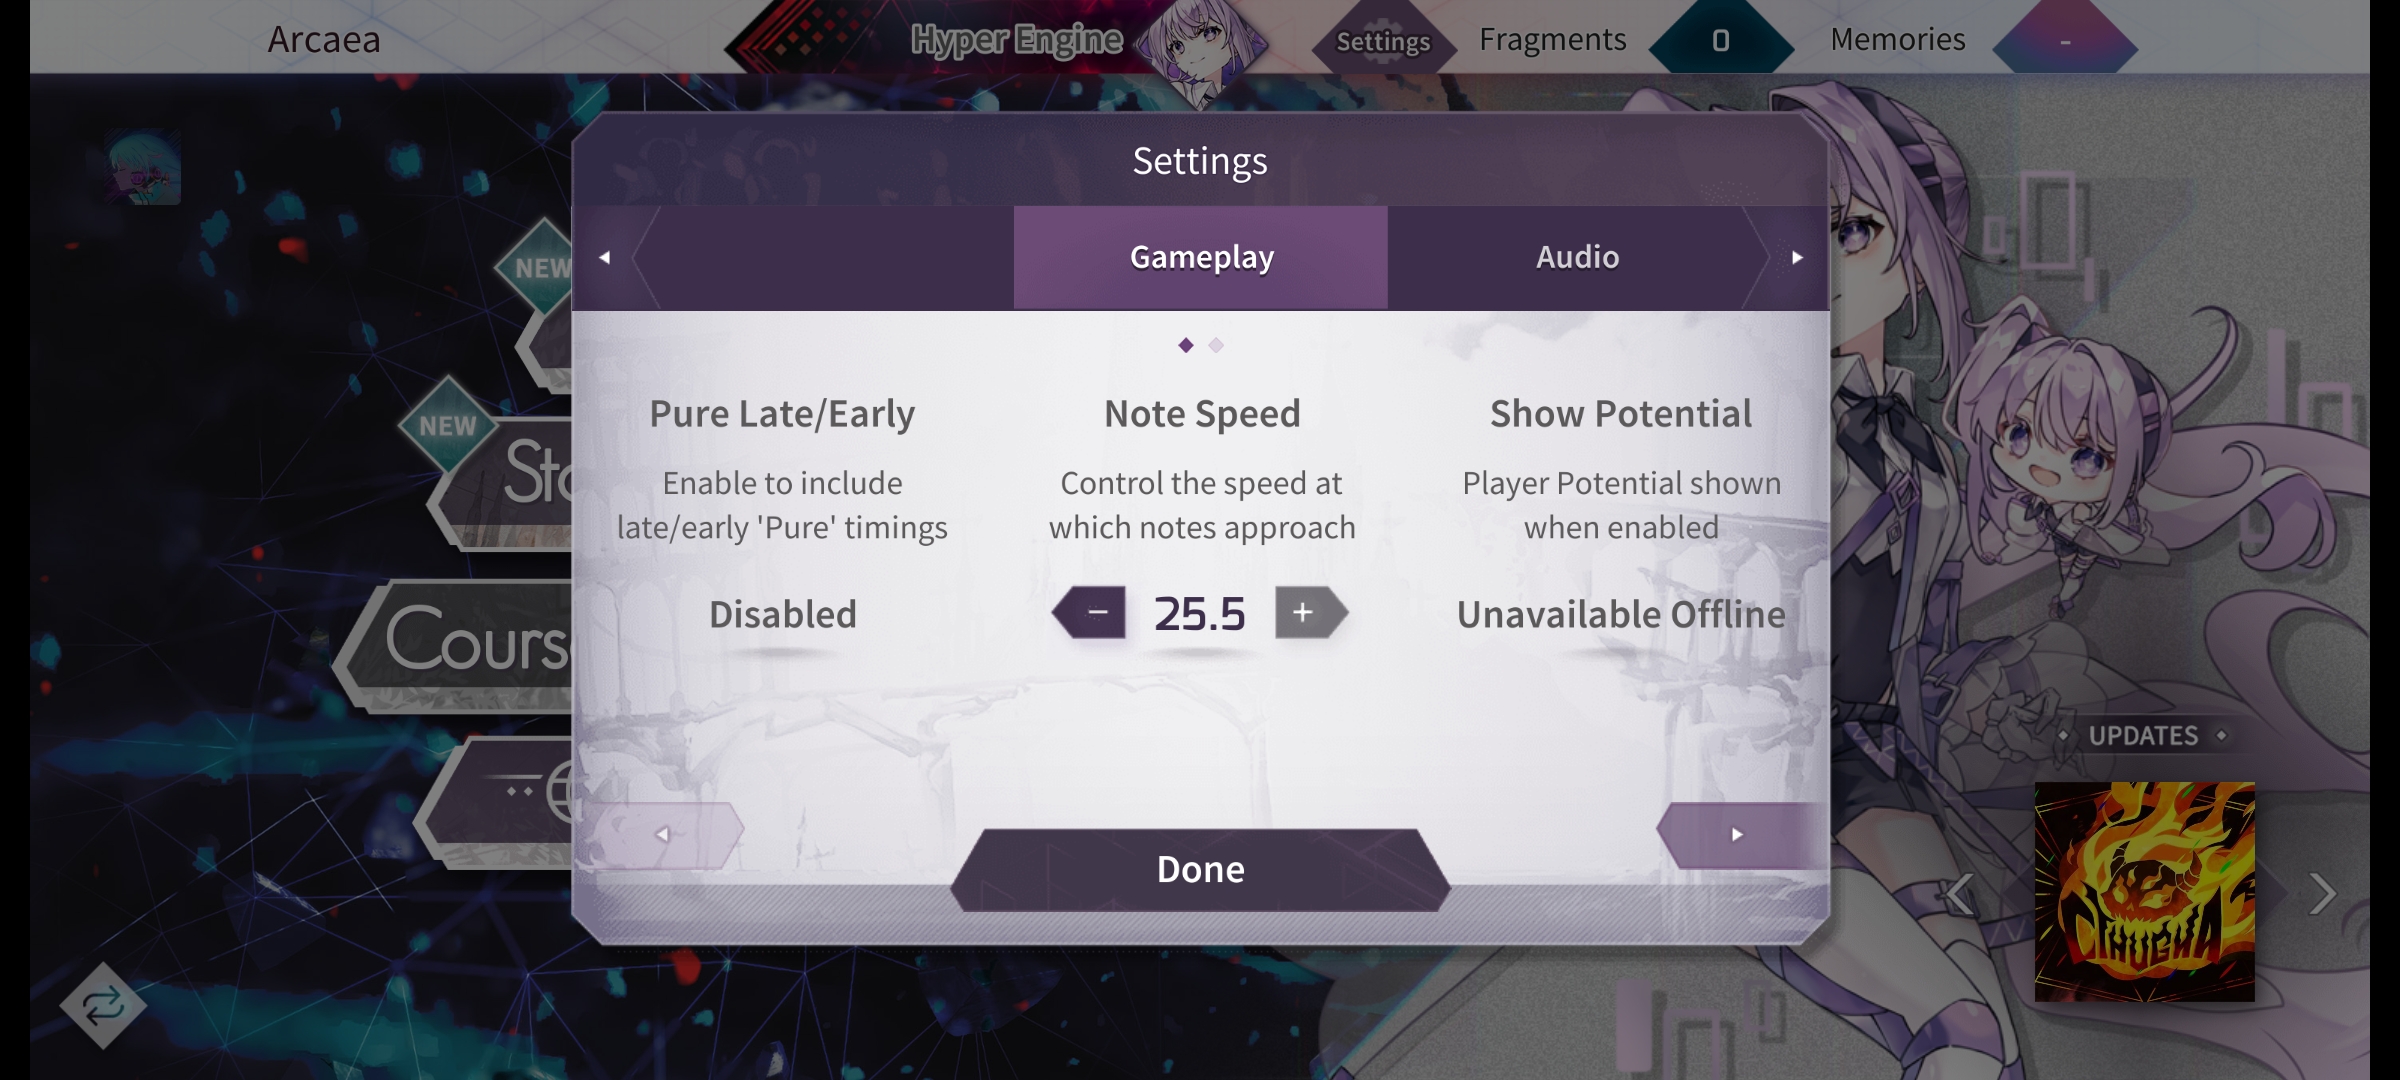 Arcaea
Hyper Engine
Settings
Fragments
0
Memories
-
Settings
Gameplay
Audio
NEW
NEW
Pure Late/Early
Note Speed
Show Potential
Enable to include
late/early 'Pure' timings
Control the speed at
which notes approach
Player Potential shown
when enabled
Disabled
25.5
Unavailable Offline
UPDATES
Done
CTHUGHA